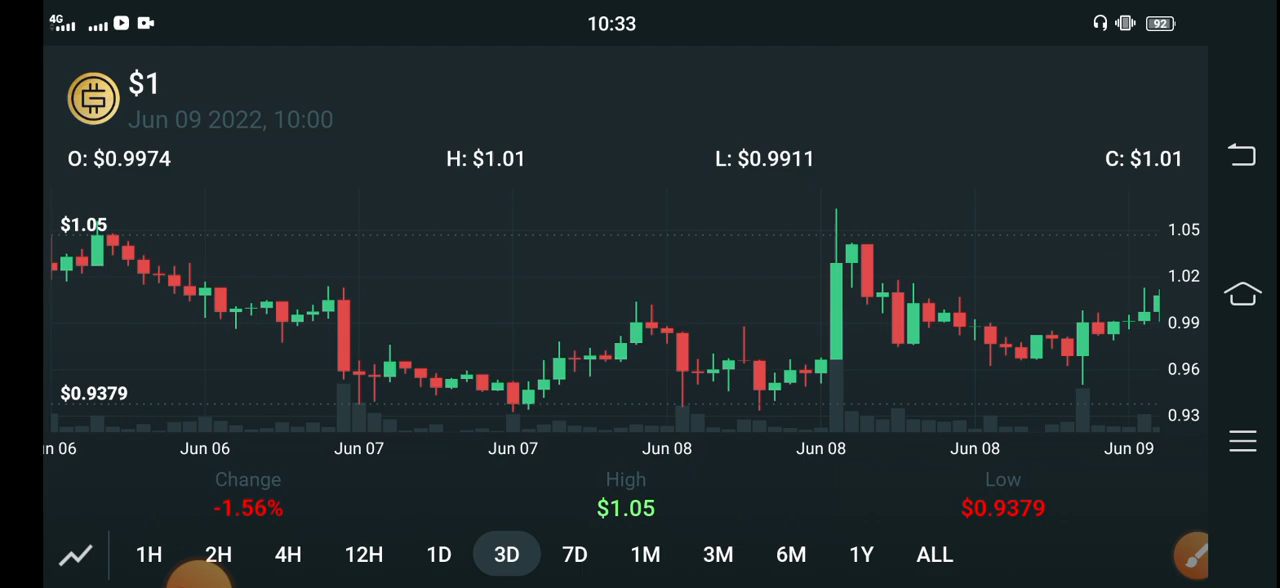 4G 10:33 92
$1
Jun 09 2022, 10:00
O: $0.9974 H: $1.01 L: $0.9911 C: $1.01
$1.05 1.05
1.02
0.99
0.96
$0.9379
0.93
n 06 Jun 06 Jun 07 Jun 07 Jun 08 Jun 08 Jun 08 Jun 09
Change High Low
-1.56% $1.05 $0.9379
1H 2H 4H 12H 1D 3D 7D 1M 3M 6M 1Y ALL